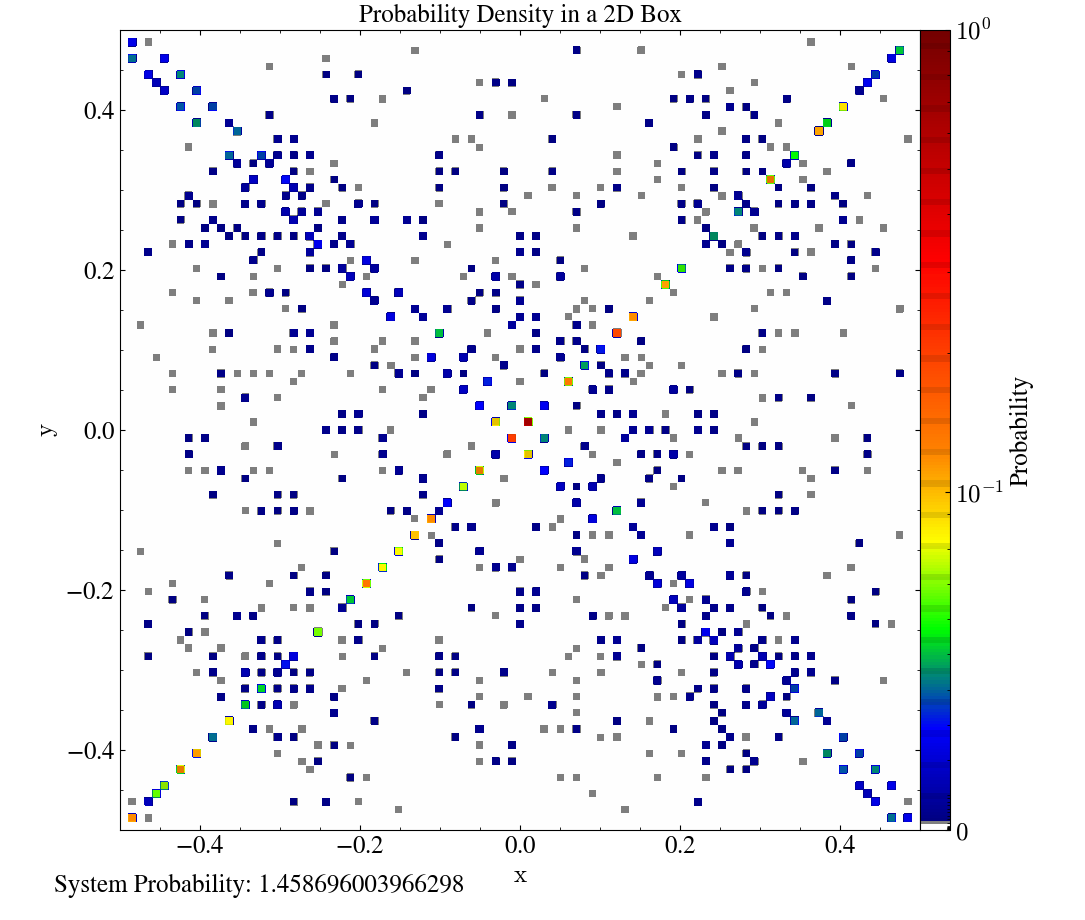 Probability Density in a 2D Box
10^0
0.4
0.2
0.0
−0.2
−0.4
y
Probability
10^−1
0
−0.4 −0.2 0.0 0.2 0.4
x
System Probability: 1.458696003966298